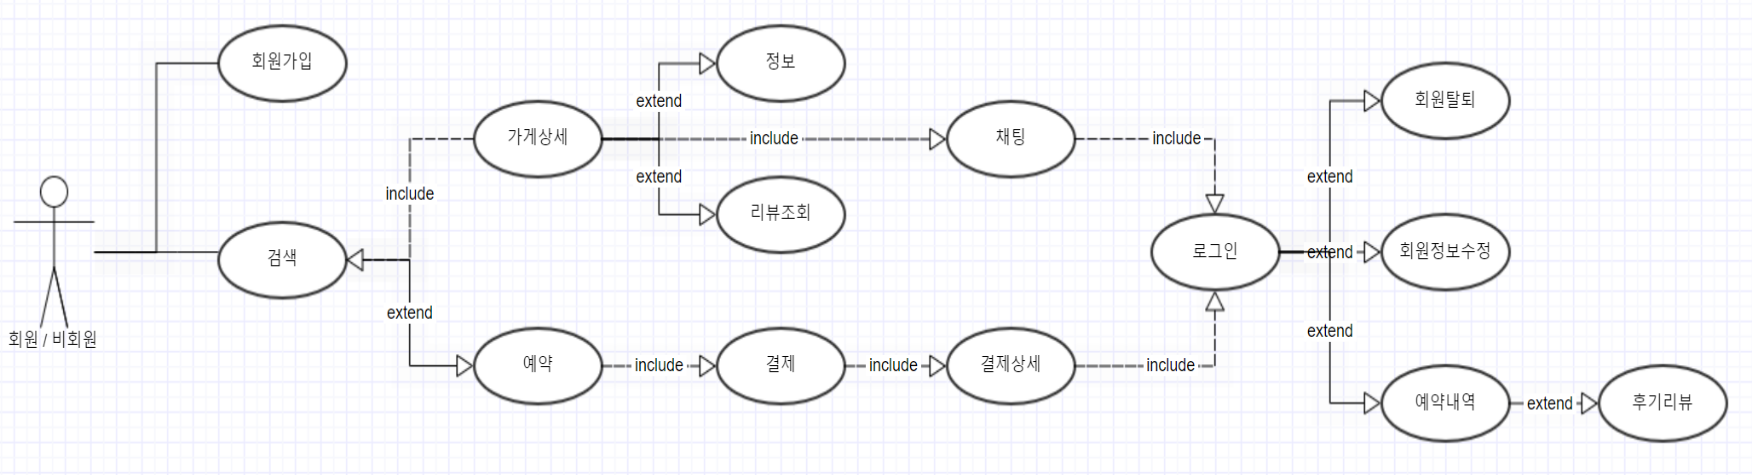 회원가입
정보
extend
가게상세
include
채팅
include
회원탈퇴
extend
extend
include
리뷰조회
회원 / 비회원
검색
로그인
extend
회원정보수정
extend
extend
예약
include
결제
include
결제상세
include
예약내역
extend
후기리뷰